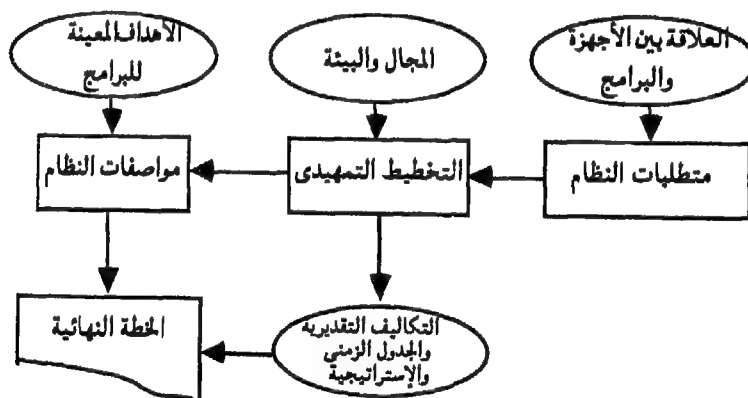 العلاقة بين الأجهزة
والبرامج
المجال والبيئة
الأهداف المعينة
للبرامج
متطلبات النظام
التخطيط التمهيدى
مواصفات النظام
التكاليف التقديرية
والجدول الزمنى
والإستراتيجية
الخطة النهائية